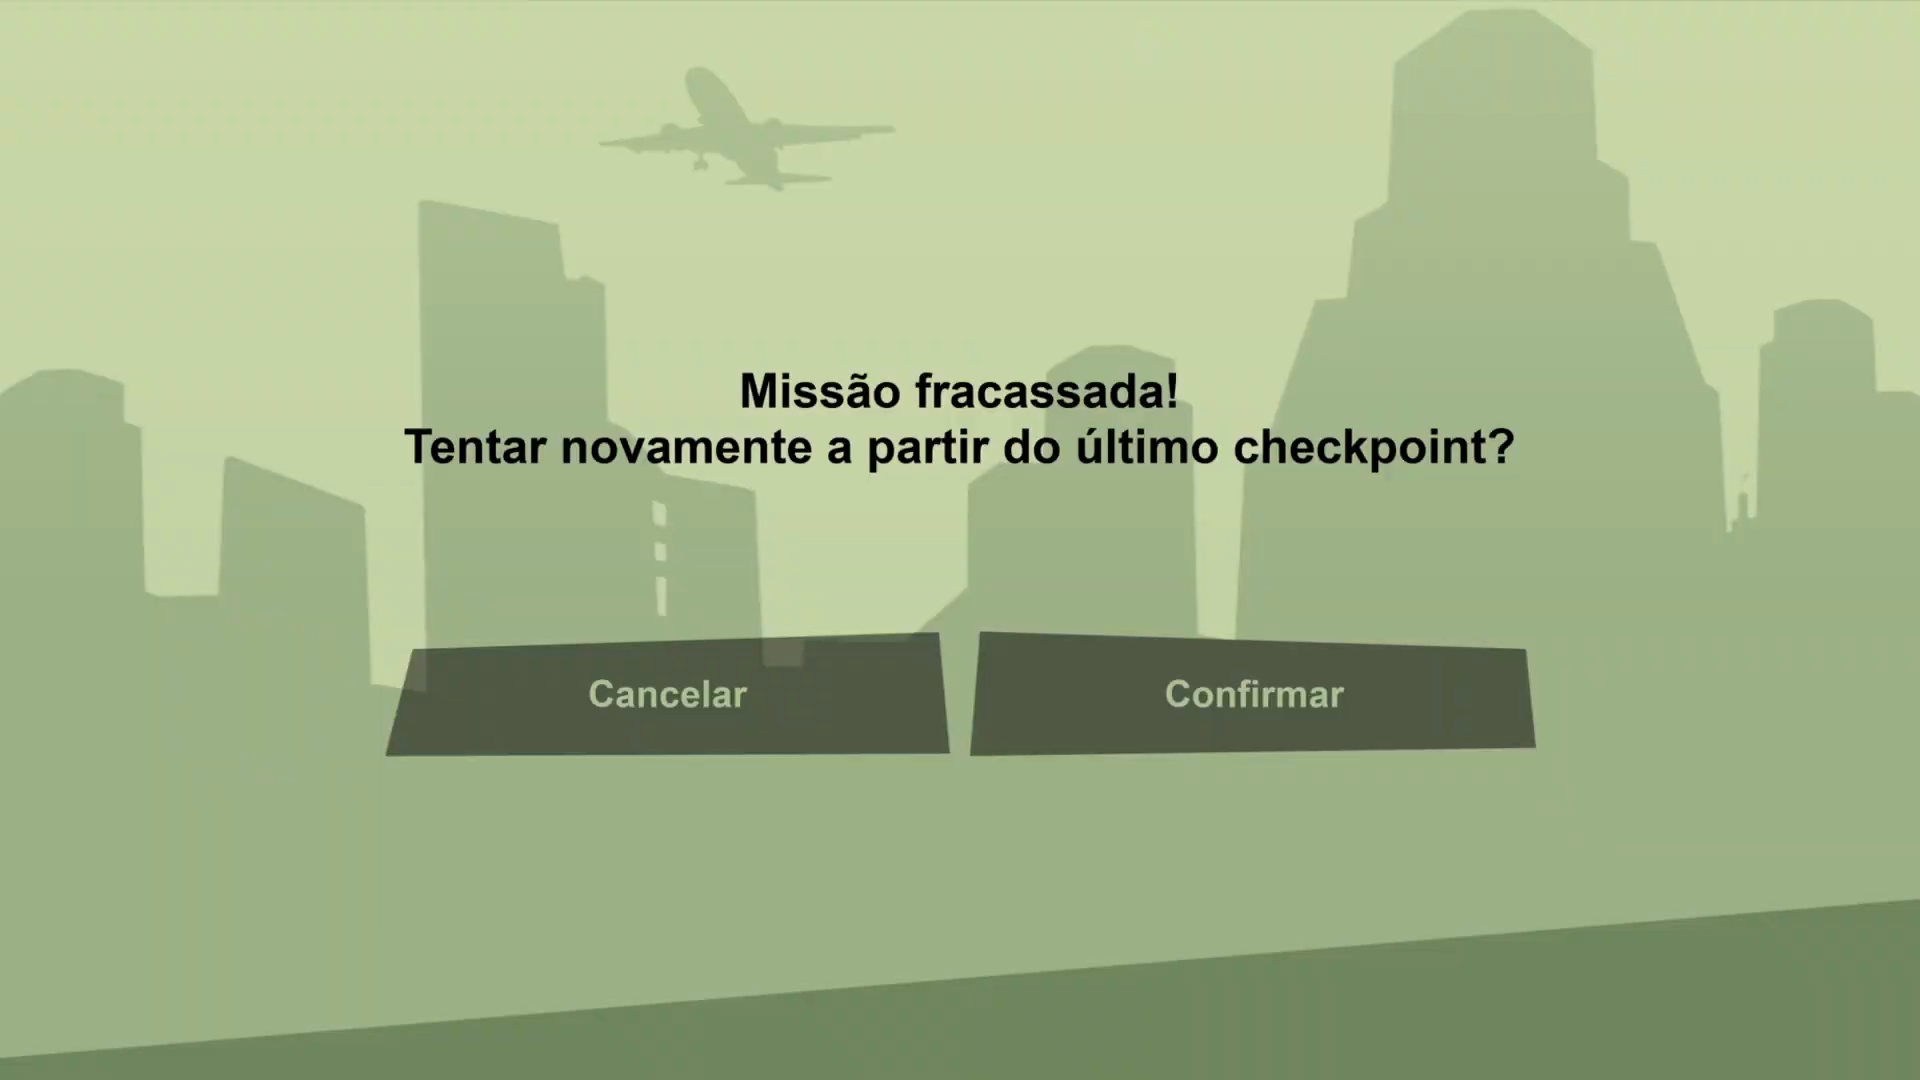 Missão fracassada!
Tentar novamente a partir do último checkpoint?
Cancelar
Confirmar